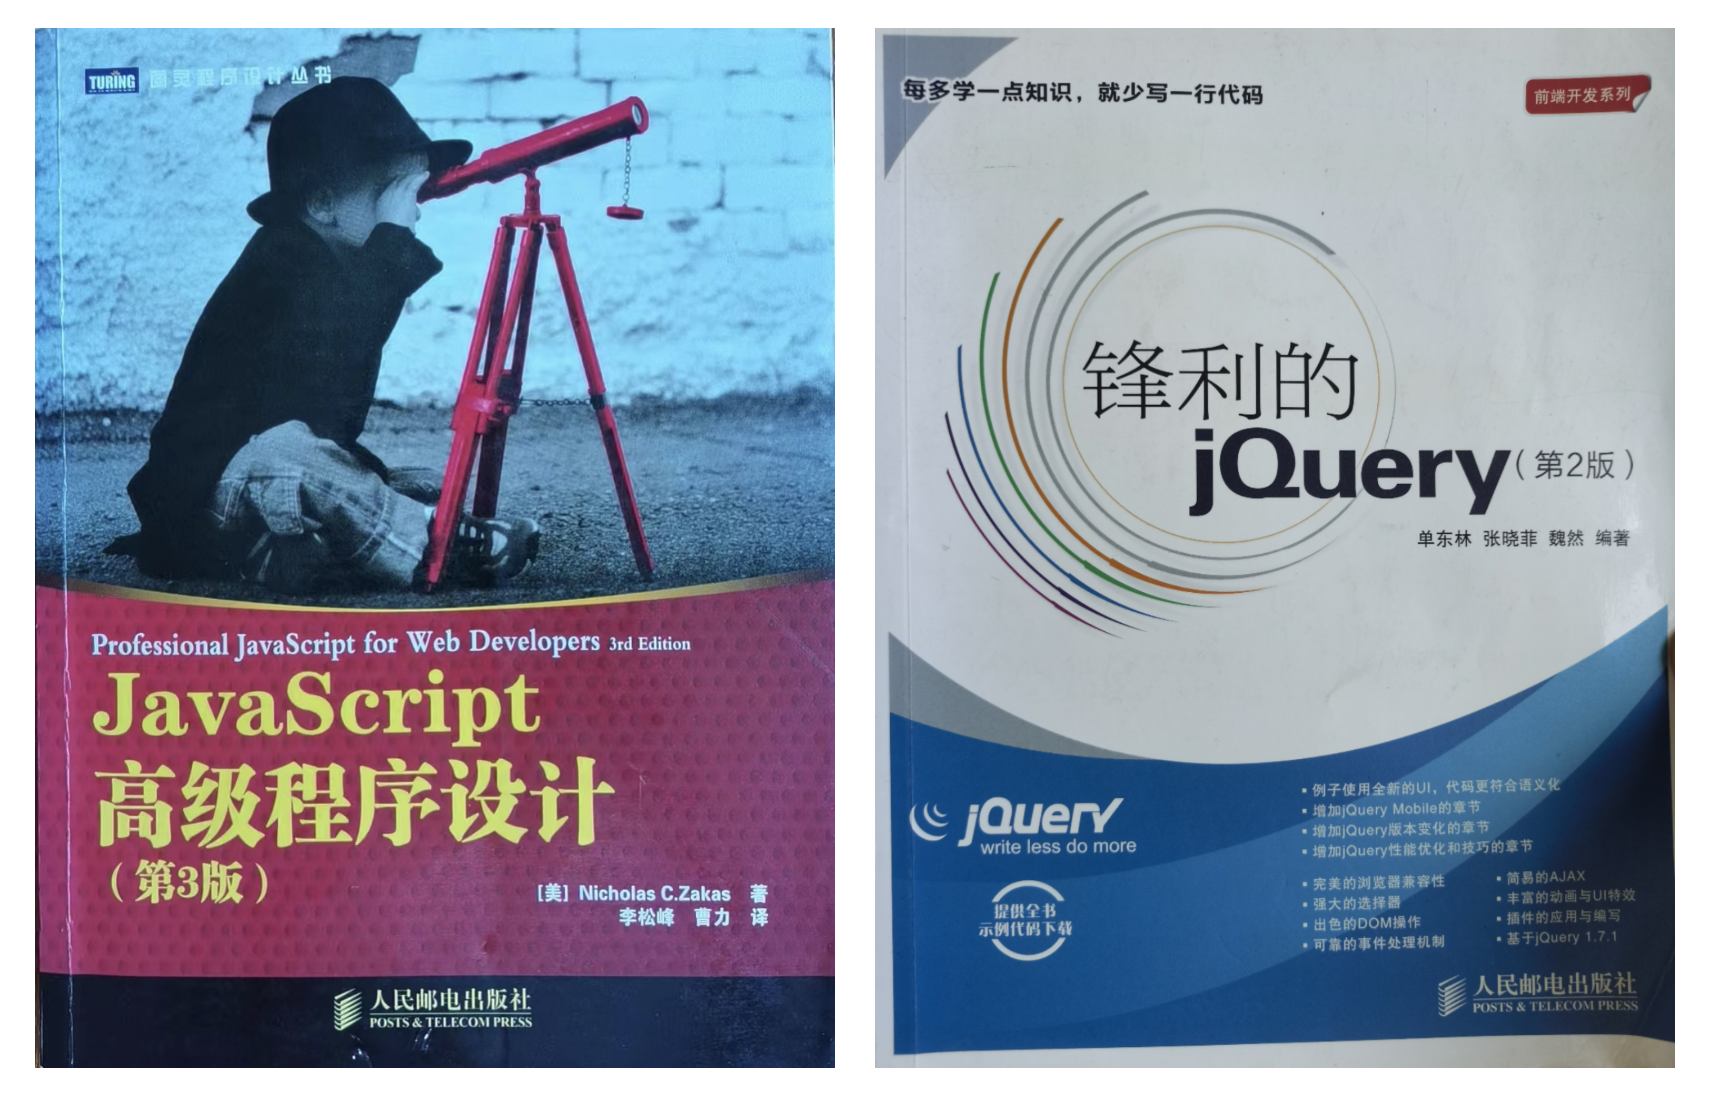 TURING 图灵程序设计丛书
Professional JavaScript for Web Developers 3rd Edition
JavaScript
高级程序设计
（第3版）
[美] Nicholas C.Zakas 著
李松峰 曹力 译
人民邮电出版社
POSTS & TELECOM PRESS
每多学一点知识，就少写一行代码
前端开发系列
锋利的
jQuery（第2版）
单东林 张晓菲 魏然 编著
jQuery
write less do more
提供全书
示例代码下载
▪ 例子使用全新的UI，代码更符合语义化
▪ 增加jQuery Mobile的章节
▪ 增加jQuery版本变化的章节
▪ 增加jQuery性能优化和技巧的章节
▪ 完美的浏览器兼容性
▪ 强大的选择器
▪ 出色的DOM操作
▪ 可靠的事件处理机制
▪ 简易的AJAX
▪ 丰富的动画与UI特效
▪ 插件的应用与编写
▪ 基于jQuery 1.7.1
人民邮电出版社
POSTS & TELECOM PRESS